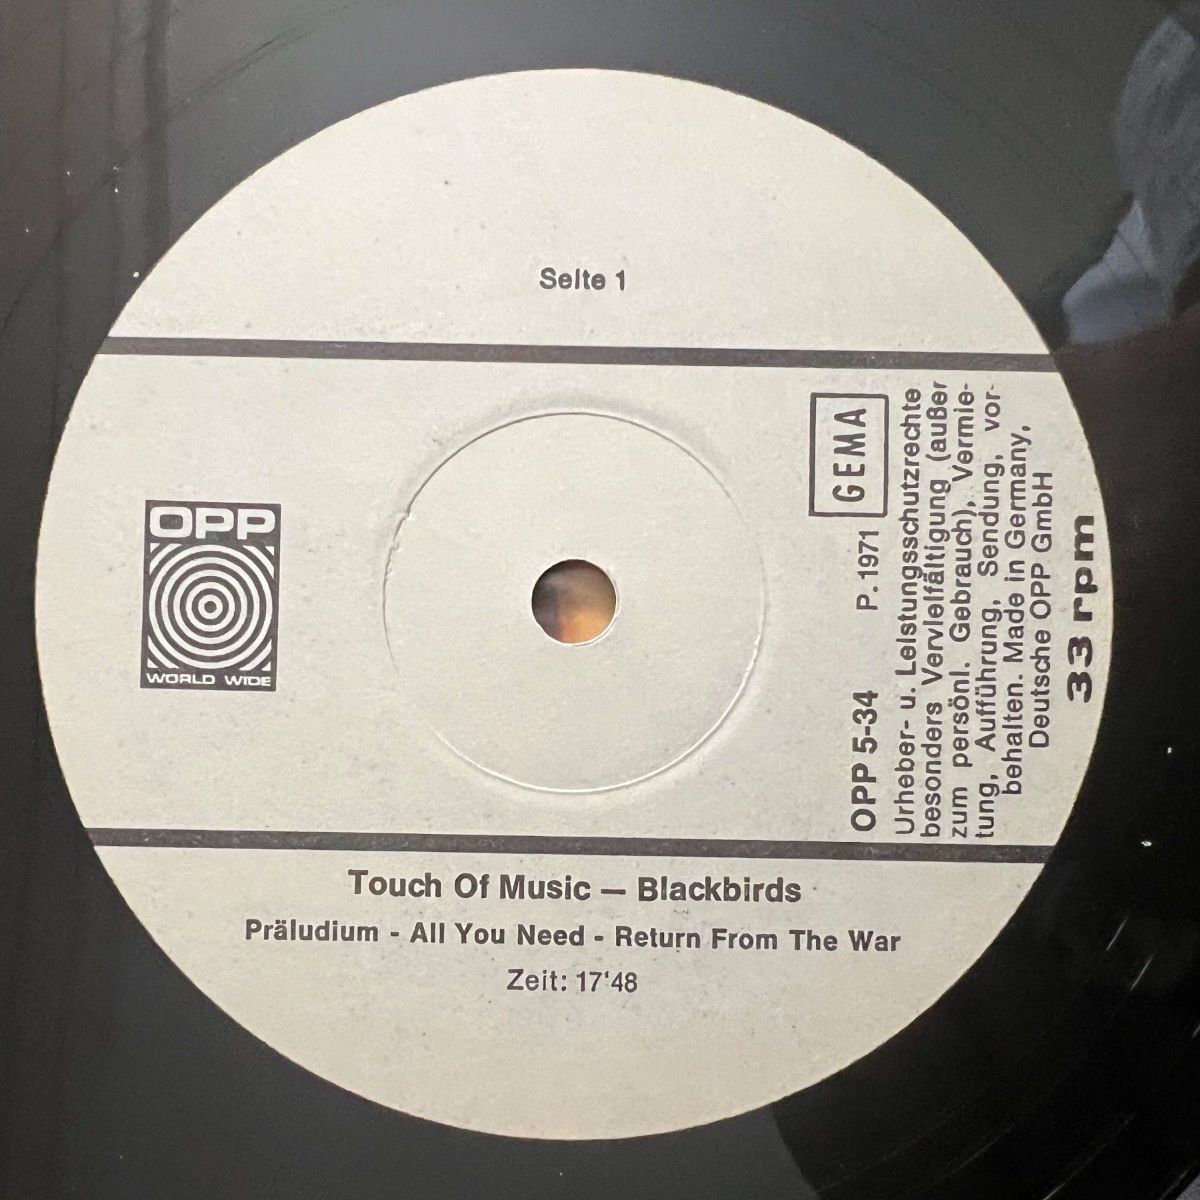 Seite 1
OPP
WORLD WIDE
GEMA
OPP 5-34 P. 1971
Urheber- u. Leistungsschutzrechte
besonders Vervielfältigung (außer
zum persönl. Gebrauch), Vermie-
tung, Aufführung, Sendung, vor-
behalten. Made in Germany,
Deutsche OPP GmbH
33 rpm
Touch Of Music — Blackbirds
Präludium - All You Need - Return From The War
Zeit: 17'48